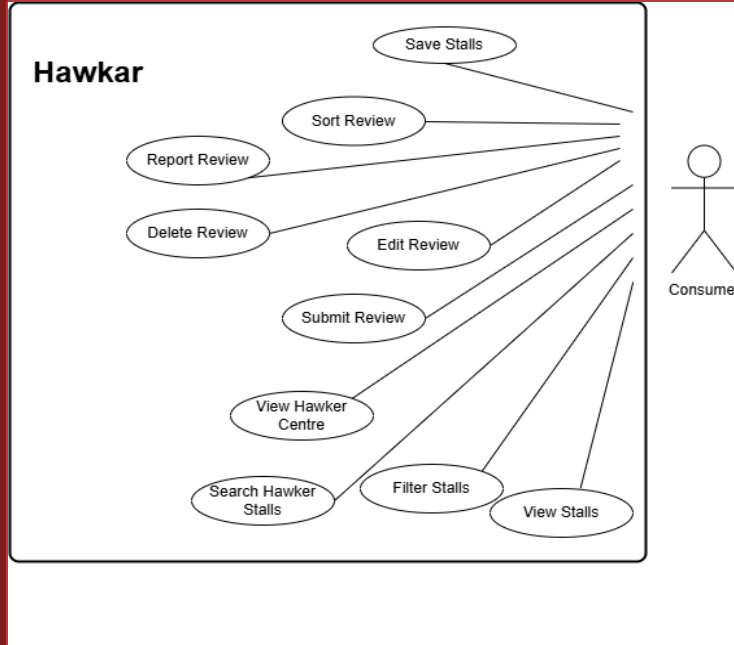 Hawkar
Save Stalls
Sort Review
Report Review
Delete Review
Edit Review
Submit Review
View Hawker
Centre
Search Hawker
Stalls
Filter Stalls
View Stalls
Consume